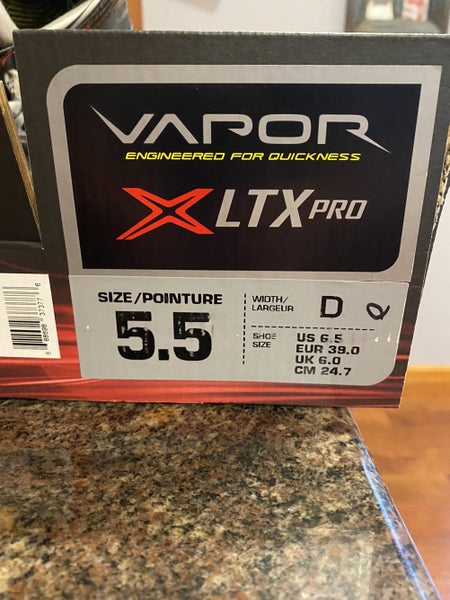 VAPOR
ENGINEERED FOR QUICKNESS
X LTX PRO
SIZE/POINTURE
5.5
WIDTH/
LARGEUR
D
SHOE
SIZE
US 6.5
EUR 39.0
UK 6.0
CM 24.7